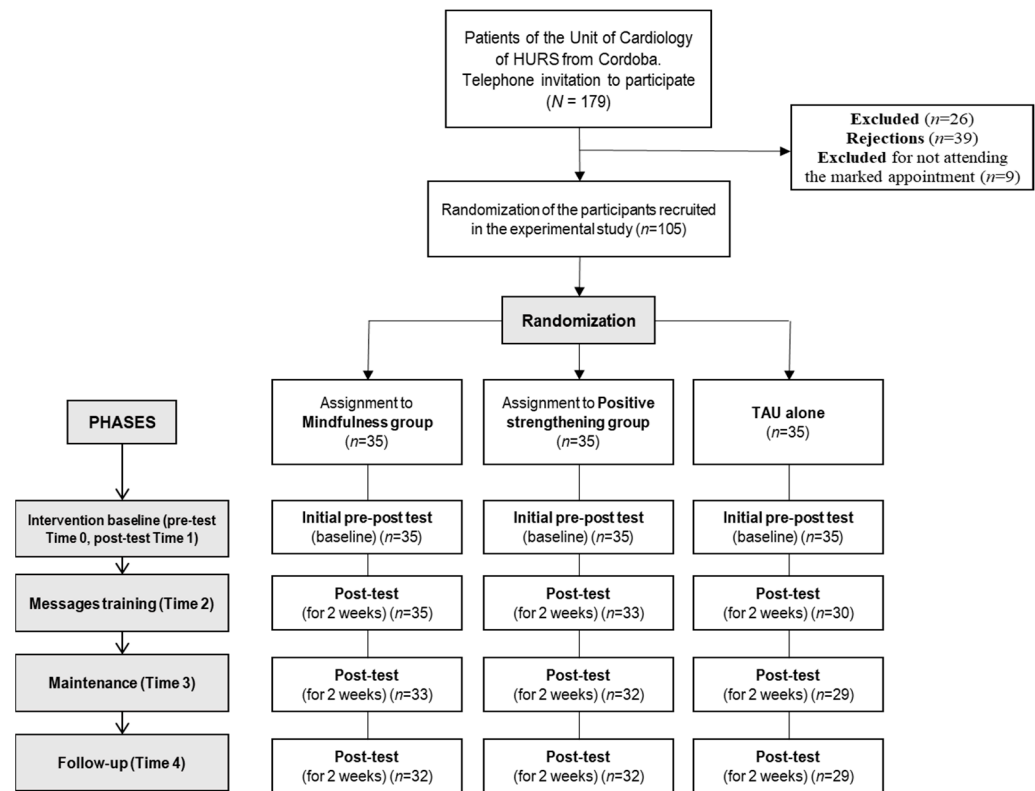 Patients of the Unit of Cardiology
of HURS from Cordoba.
Telephone invitation to participate
(N = 179)
Excluded (n=26)
Rejections (n=39)
Excluded for not attending
the marked appointment (n=9)
Randomization of the participants recruited
in the experimental study (n=105)
Randomization
PHASES
Assignment to
Mindfulness group
(n=35)
Assignment to Positive
strengthening group
(n=35)
TAU alone
(n=35)
Intervention baseline (pre-test
Time 0, post-test Time 1)
Initial pre-post test
(baseline) (n=35)
Initial pre-post test
(baseline) (n=35)
Initial pre-post test
(baseline) (n=35)
Messages training (Time 2)
Post-test
(for 2 weeks) (n=35)
Post-test
(for 2 weeks) (n=33)
Post-test
(for 2 weeks) (n=30)
Maintenance (Time 3)
Post-test
(for 2 weeks) (n=33)
Post-test
(for 2 weeks) (n=32)
Post-test
(for 2 weeks) (n=29)
Follow-up (Time 4)
Post-test
(for 2 weeks) (n=32)
Post-test
(for 2 weeks) (n=32)
Post-test
(for 2 weeks) (n=29)